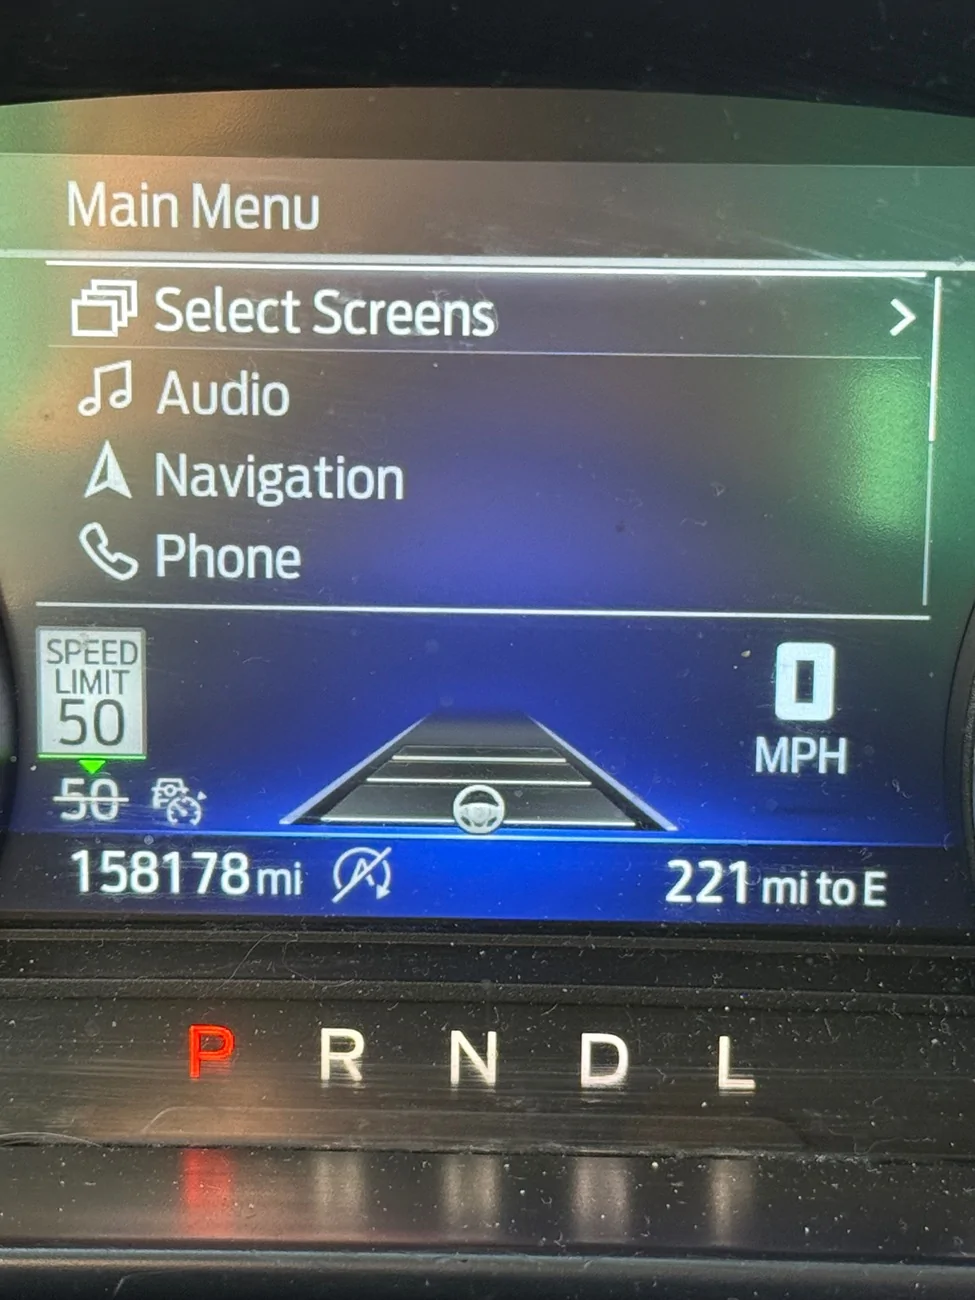 Main Menu
Select Screens
Audio
Navigation
Phone
SPEED
LIMIT
50
50
0
MPH
158178 mi
A
221 mi to E
P R N D L